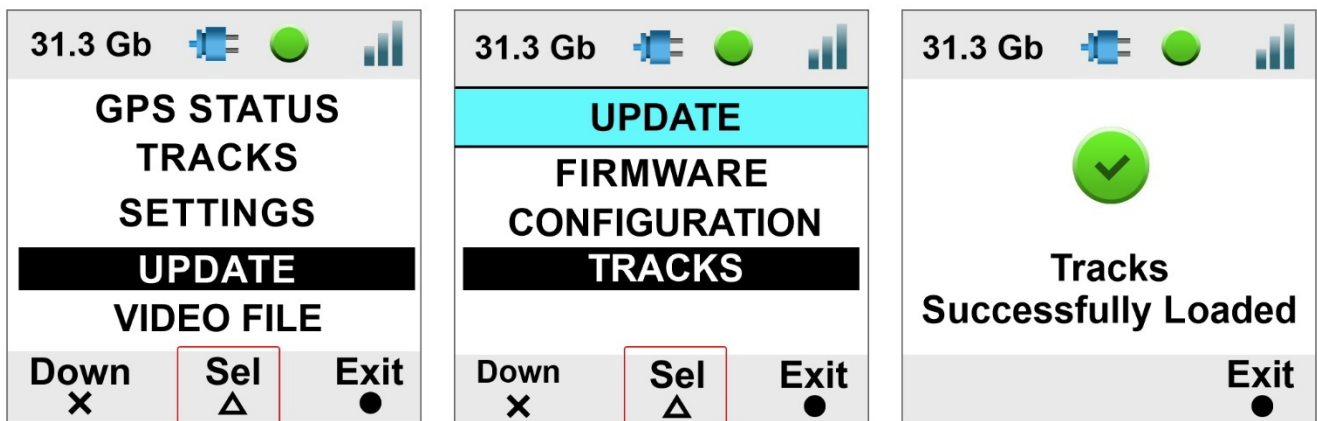 31.3 Gb
GPS STATUS
TRACKS
SETTINGS
UPDATE
VIDEO FILE
Down Sel Exit
31.3 Gb
UPDATE
FIRMWARE
CONFIGURATION
TRACKS
Down Sel Exit
31.3 Gb
Tracks
Successfully Loaded
Exit